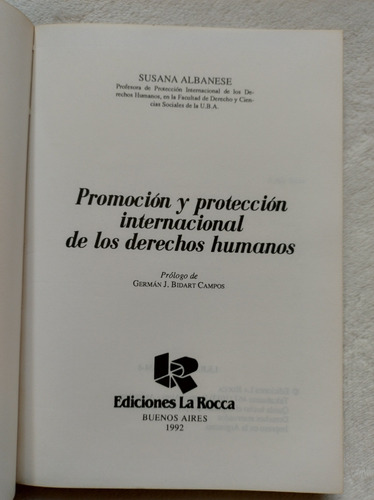 SUSANA ALBANESE
Profesora de Protección Internacional de los De-
rechos Humanos, en la Facultad de Derecho y Cien-
cias Sociales de la U.B.A.
Promoción y protección
internacional
de los derechos humanos
Prólogo de
GERMÁN J. BIDART CAMPOS
Ediciones La Rocca
BUENOS AIRES
1992